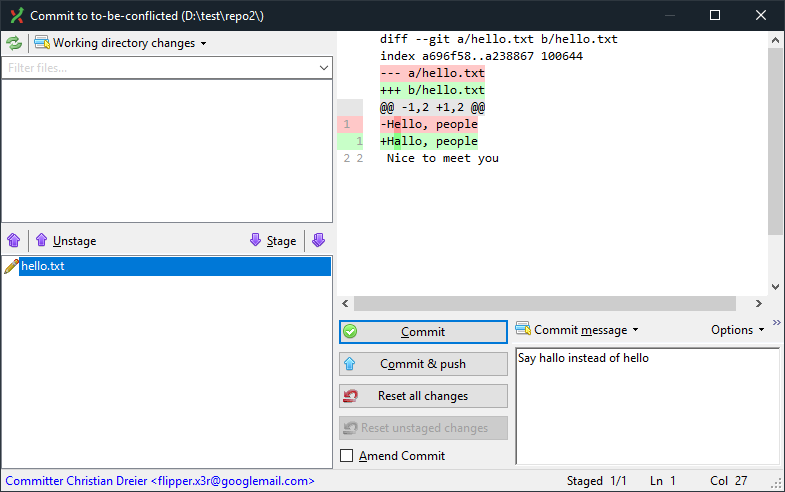 Commit to to-be-conflicted (D:\test\repo2\)
Working directory changes
Filter files...
Unstage
Stage
hello.txt
diff --git a/hello.txt b/hello.txt
index a696f58..a238867 100644
--- a/hello.txt
+++ b/hello.txt
@@ -1,2 +1,2 @@
1 -Hello, people
1 +Hallo, people
2 2 Nice to meet you
Commit
Commit & push
Reset all changes
Reset unstaged changes
Amend Commit
Commit message
Options
Say hallo instead of hello
Committer Christian Dreier <flipper.x3r@googlemail.com>
Staged 1/1 Ln 1 Col 27